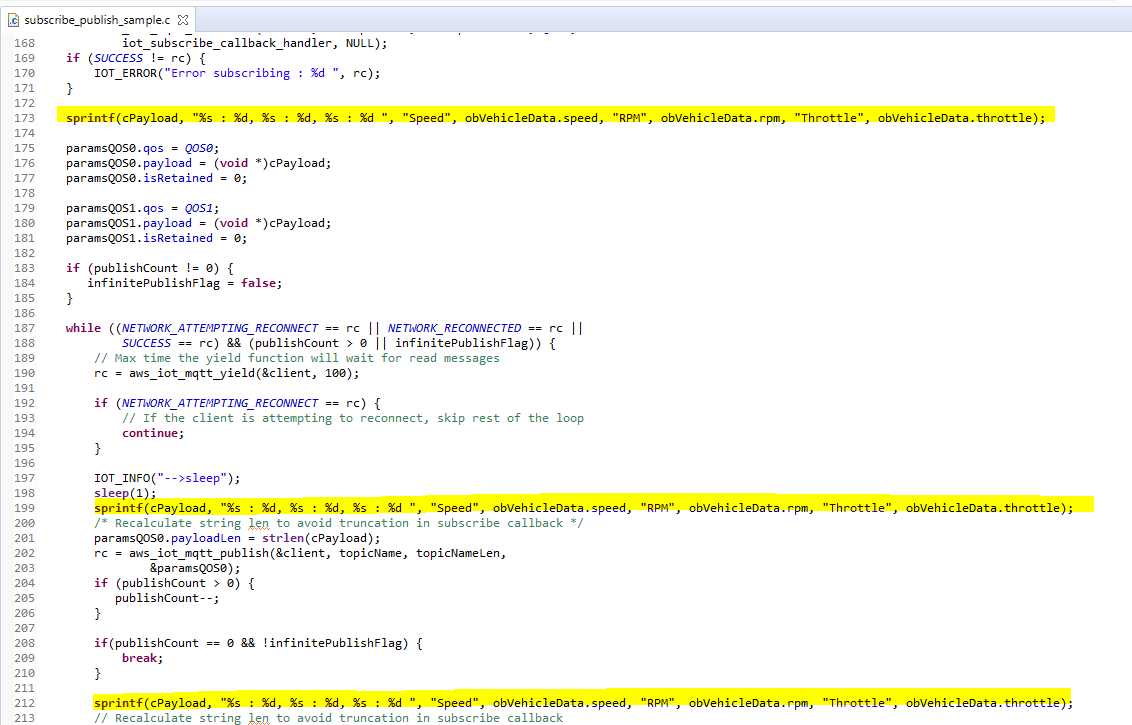 subscribe_publish_sample.c
168 iot_subscribe_callback_handler, NULL);
169 if (SUCCESS != rc) {
170 IOT_ERROR("Error subscribing : %d ", rc);
171 }
172
173 sprintf(cPayload, "%s : %d, %s : %d, %s : %d ", "Speed", obVehicleData.speed, "RPM", obVehicleData.rpm, "Throttle", obVehicleData.throttle);
174
175 paramsQOS0.qos = QOS0;
176 paramsQOS0.payload = (void *)cPayload;
177 paramsQOS0.isRetained = 0;
178
179 paramsQOS1.qos = QOS1;
180 paramsQOS1.payload = (void *)cPayload;
181 paramsQOS1.isRetained = 0;
182
183 if (publishCount != 0) {
184 infinitePublishFlag = false;
185 }
186
187 while ((NETWORK_ATTEMPTING_RECONNECT == rc || NETWORK_RECONNECTED == rc ||
188 SUCCESS == rc) && (publishCount > 0 || infinitePublishFlag)) {
189 // Max time the yield function will wait for read messages
190 rc = aws_iot_mqtt_yield(&client, 100);
191
192 if (NETWORK_ATTEMPTING_RECONNECT == rc) {
193 // If the client is attempting to reconnect, skip rest of the loop
194 continue;
195 }
196
197 IOT_INFO("-->sleep");
198 sleep(1);
199 sprintf(cPayload, "%s : %d, %s : %d, %s : %d ", "Speed", obVehicleData.speed, "RPM", obVehicleData.rpm, "Throttle", obVehicleData.throttle);
200 /* Recalculate string len to avoid truncation in subscribe callback */
201 paramsQOS0.payloadLen = strlen(cPayload);
202 rc = aws_iot_mqtt_publish(&client, topicName, topicNameLen,
203 &paramsQOS0);
204 if (publishCount > 0) {
205 publishCount--;
206 }
207
208 if(publishCount == 0 && !infinitePublishFlag) {
209 break;
210 }
211
212 sprintf(cPayload, "%s : %d, %s : %d, %s : %d ", "Speed", obVehicleData.speed, "RPM", obVehicleData.rpm, "Throttle", obVehicleData.throttle);
213 // Recalculate string len to avoid truncation in subscribe callback